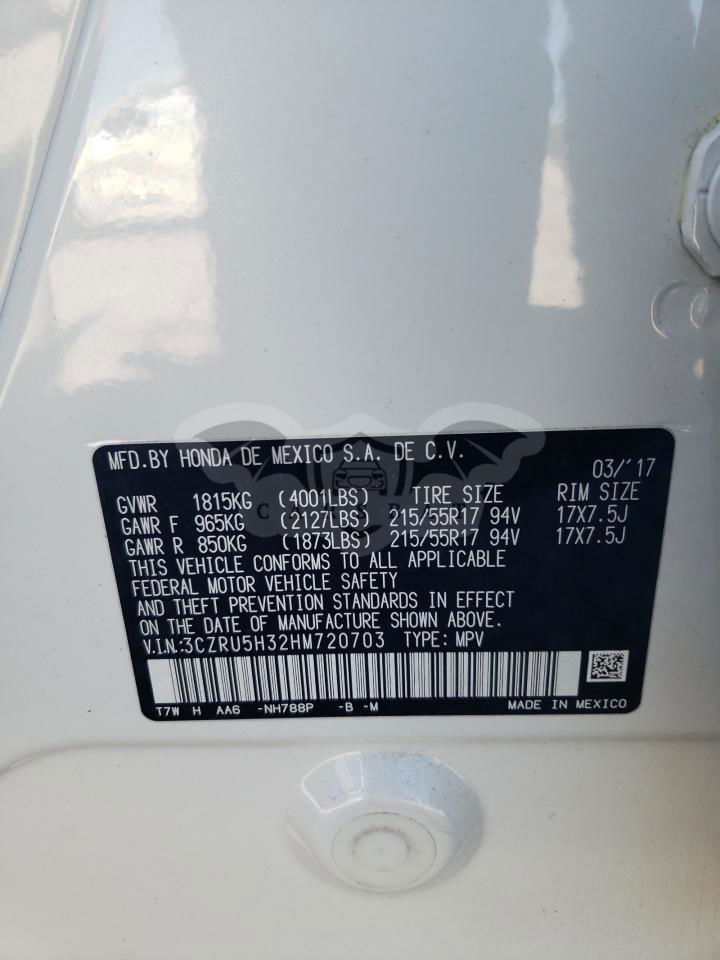 MFD.BY HONDA DE MEXICO S.A. DE C.V.
03/'17
GVWR 1815KG (4001LBS) TIRE SIZE RIM SIZE
GAWR F 965KG (2127LBS) 215/55R17 94V 17X7.5J
GAWR R 850KG (1873LBS) 215/55R17 94V 17X7.5J
THIS VEHICLE CONFORMS TO ALL APPLICABLE
FEDERAL MOTOR VEHICLE SAFETY
AND THEFT PREVENTION STANDARDS IN EFFECT
ON THE DATE OF MANUFACTURE SHOWN ABOVE.
V.I.N:3CZRU5H32HM720703 TYPE: MPV
T7W H AA6 -NH788P -B -M MADE IN MEXICO